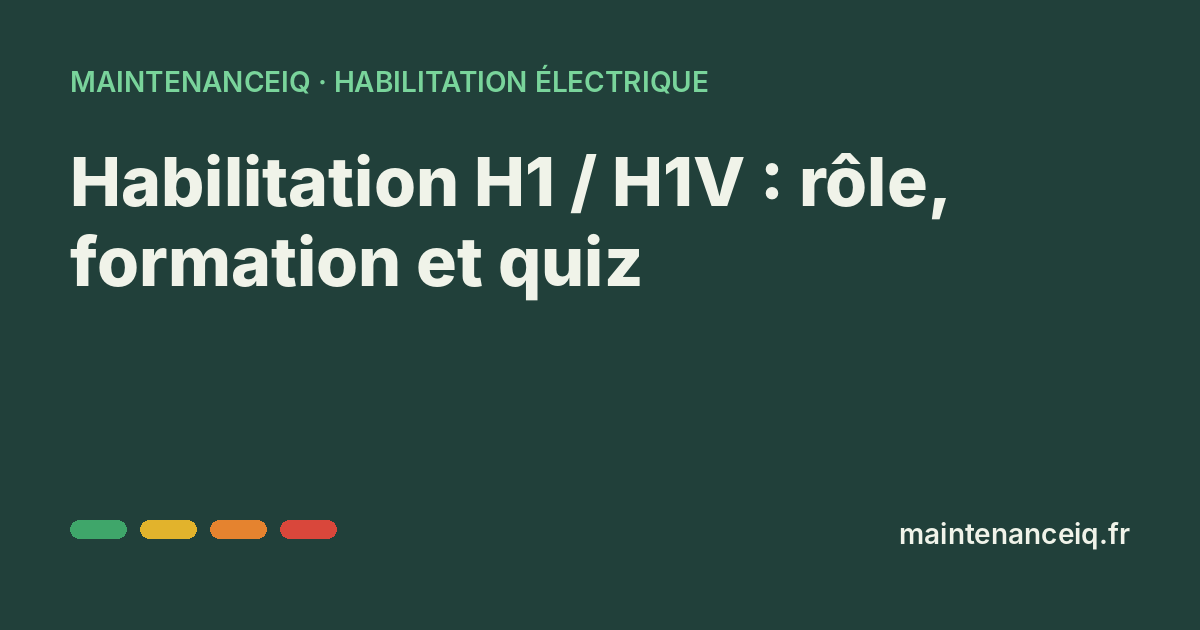 MAINTENANCEIQ · HABILITATION ÉLECTRIQUE
Habilitation H1 / H1V : rôle,
formation et quiz
maintenanceiq.fr